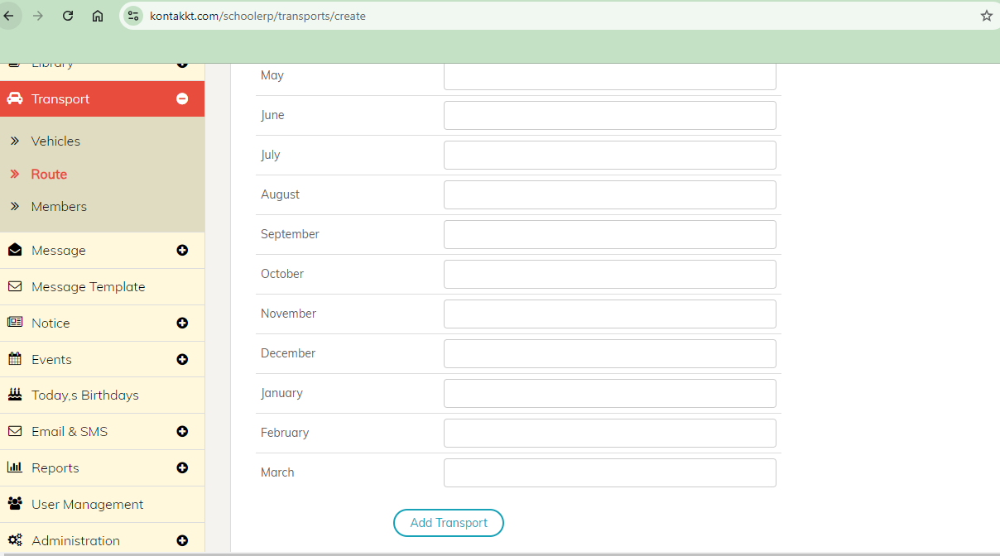 kontakkt.com/schoolerp/transports/create
Library
Transport
Vehicles
Route
Members
Message
Message Template
Notice
Events
Today,s Birthdays
Email & SMS
Reports
User Management
Administration
May
June
July
August
September
October
November
December
January
February
March
Add Transport